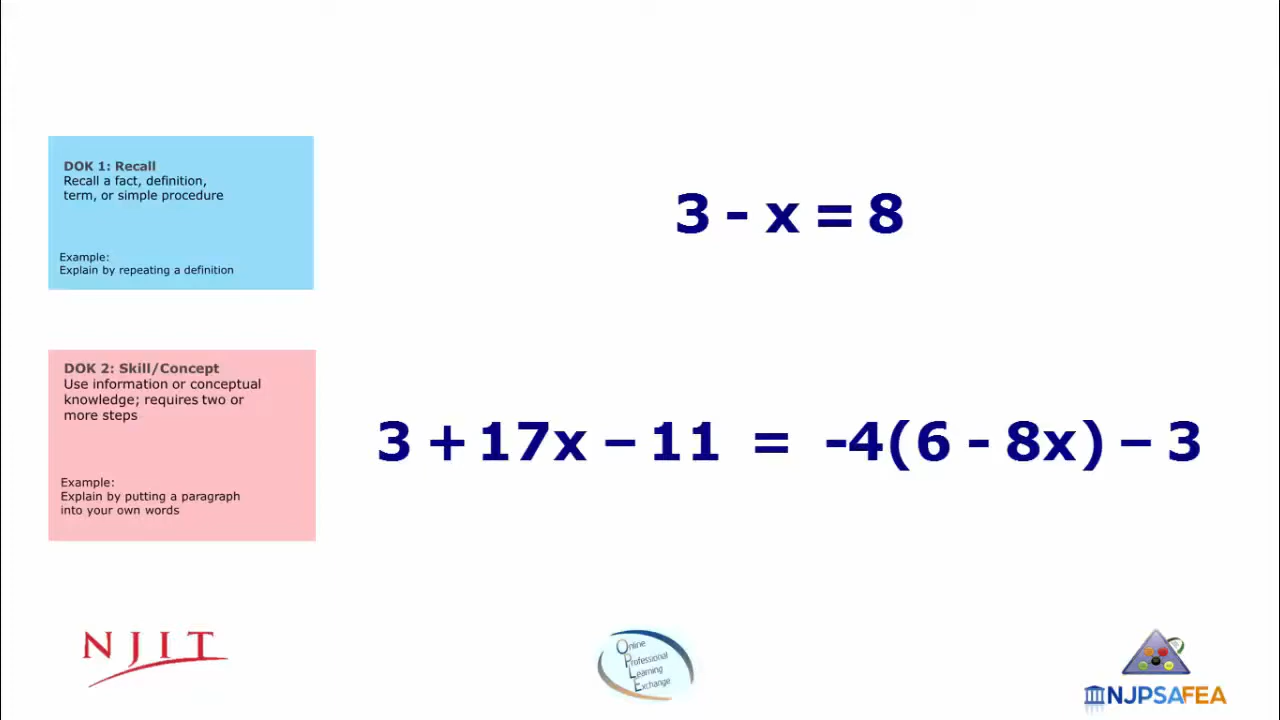 DOK 1: Recall
Recall a fact, definition,
term, or simple procedure
Example:
Explain by repeating a definition
3 - x = 8
DOK 2: Skill/Concept
Use information or conceptual
knowledge; requires two or
more steps
Example:
Explain by putting a paragraph
into your own words
3 + 17x – 11 = -4(6 - 8x) – 3
NJIT
Online
Professional
Learning
Exchange
NJPSAFEA